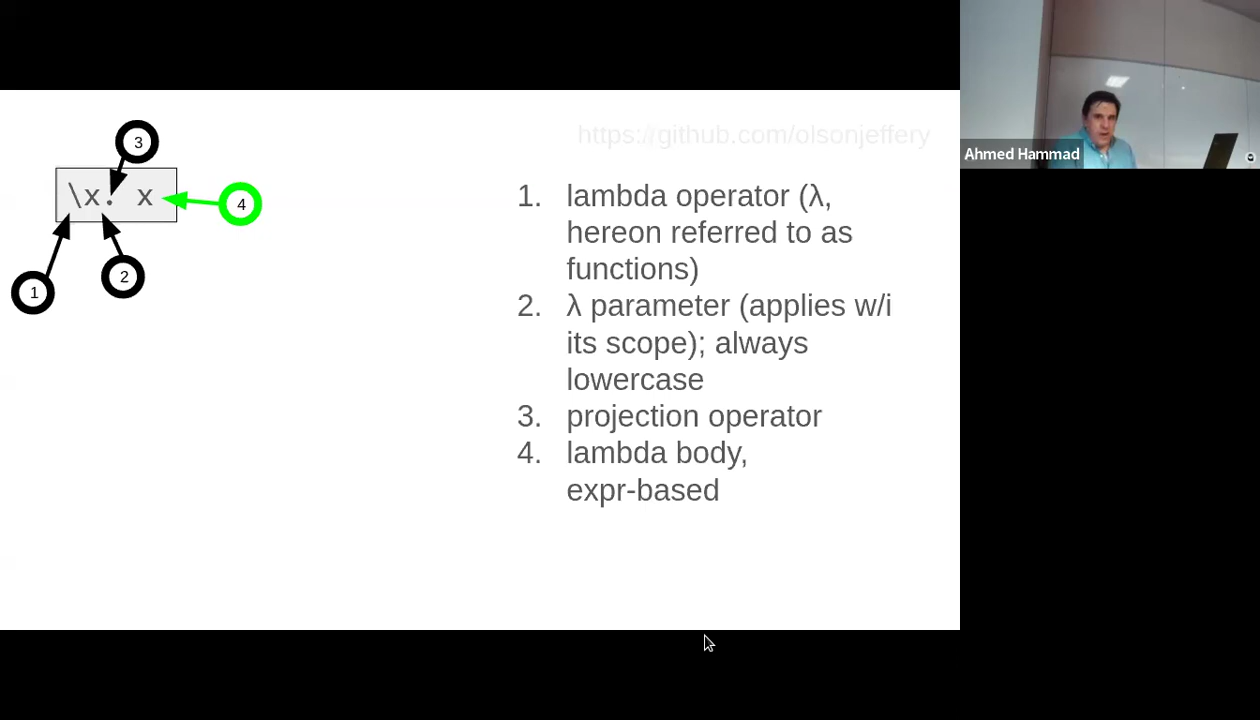 https://github.com/olsonjeffery
3
\x. x
4
1
2
1. lambda operator (λ,
hereon referred to as
functions)
2. λ parameter (applies w/i
its scope); always
lowercase
3. projection operator
4. lambda body,
expr-based
Ahmed Hammad